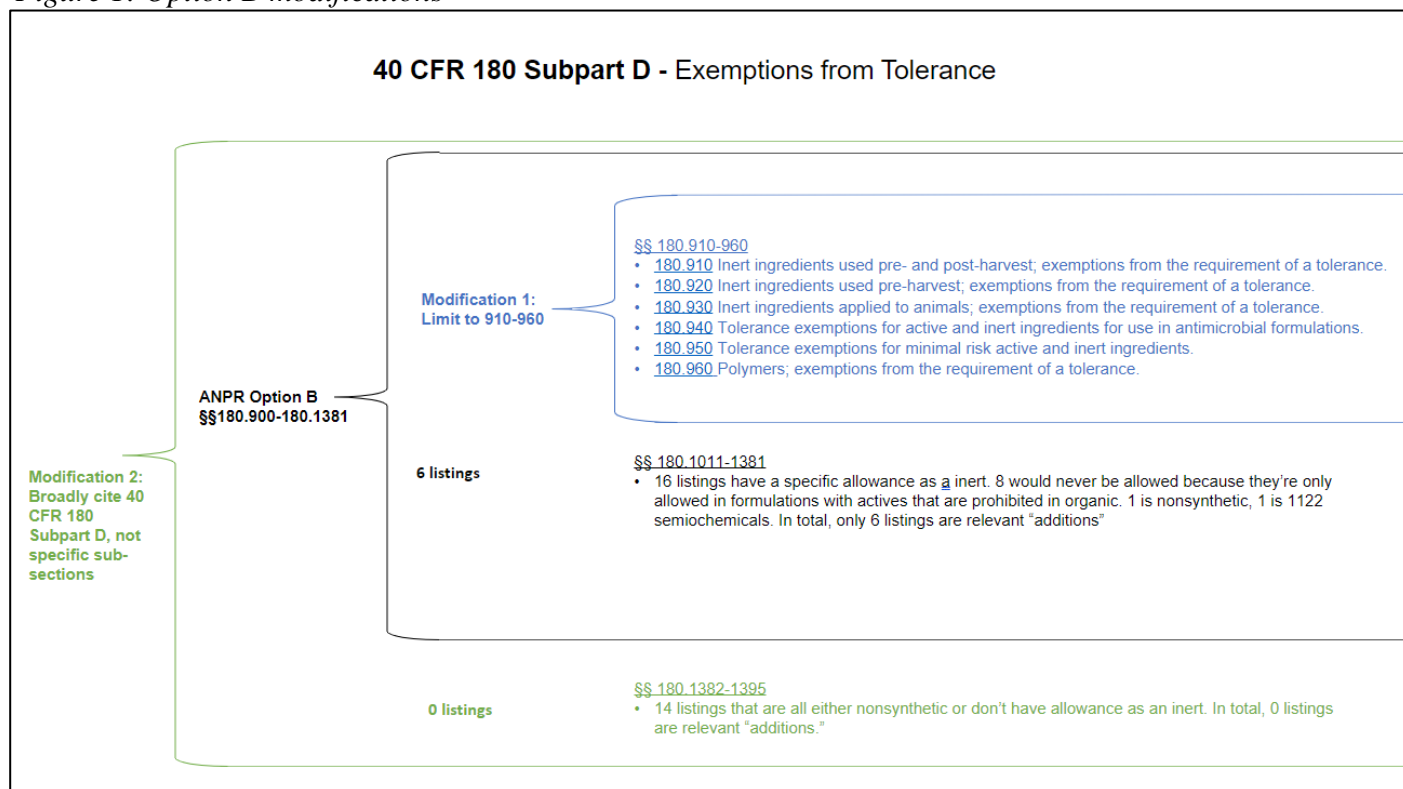 Figure 1. Option B modifications
40 CFR 180 Subpart D - Exemptions from Tolerance
§§ 180.910-960
• 180.910 Inert ingredients used pre- and post-harvest; exemptions from the requirement of a tolerance.
• 180.920 Inert ingredients used pre-harvest; exemptions from the requirement of a tolerance.
• 180.930 Inert ingredients applied to animals; exemptions from the requirement of a tolerance.
• 180.940 Tolerance exemptions for active and inert ingredients for use in antimicrobial formulations.
• 180.950 Tolerance exemptions for minimal risk active and inert ingredients.
• 180.960 Polymers; exemptions from the requirement of a tolerance.
Modification 1:
Limit to 910-960
ANPR Option B
§§180.900-180.1381
6 listings
§§ 180.1011-1381
• 16 listings have a specific allowance as a inert. 8 would never be allowed because they're only
allowed in formulations with actives that are prohibited in organic. 1 is nonsynthetic, 1 is 1122
semiochemicals. In total, only 6 listings are relevant “additions”
Modification 2:
Broadly cite 40
CFR 180
Subpart D, not
specific sub-
sections
0 listings
§§ 180.1382-1395
• 14 listings that are all either nonsynthetic or don't have allowance as an inert. In total, 0 listings
are relevant “additions.”